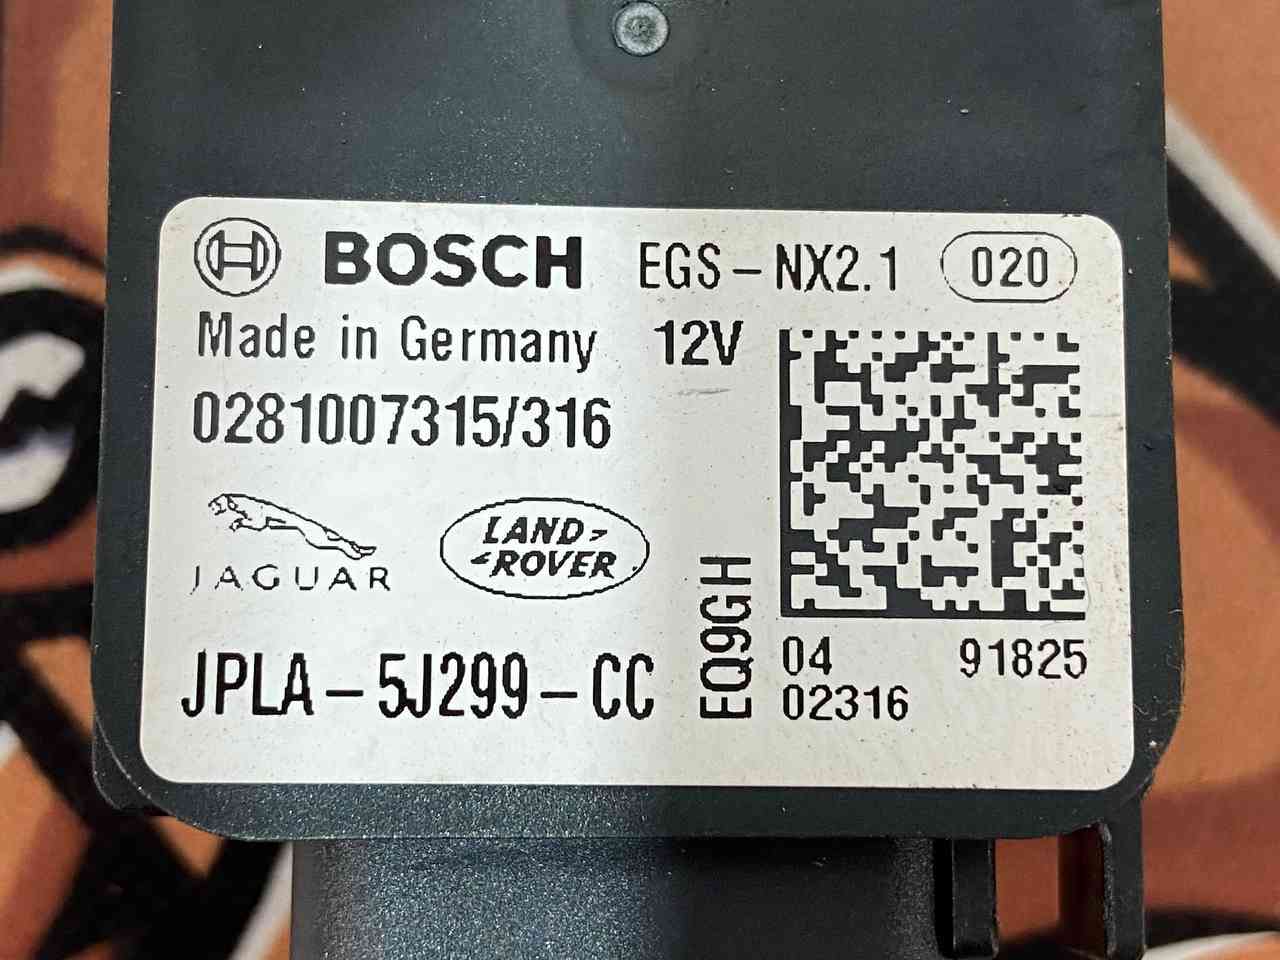 BOSCH EGS-NX2.1 020
Made in Germany 12V
0281007315/316
JAGUAR
LAND
ROVER
JPLA-5J299-CC
EQ9GH
04 91825
02316